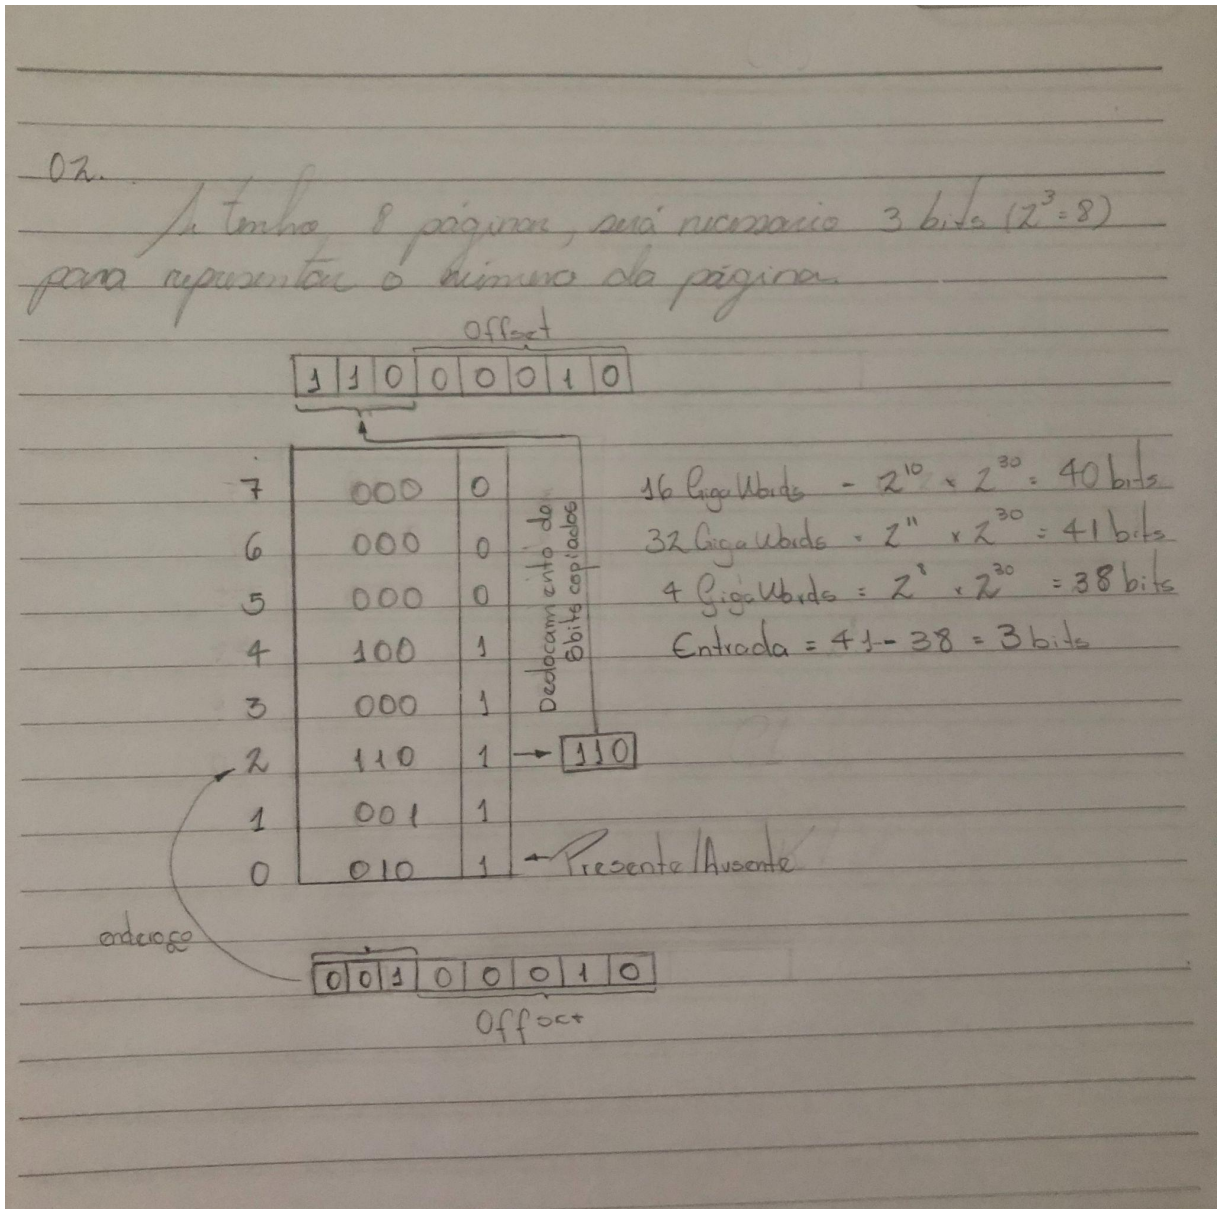 02.
Se tenho 8 páginas, será necessario 3 bits (2³=8)
para representar o número da página.
Offset
1 1 0 0 0 0 1 0
7 000 0 16 GigaWords - 2¹⁰ × 2³⁰ = 40 bits
6 000 0 32 GigaWords = 2¹¹ × 2³⁰ = 41 bits
5 000 0 4 GigaWords = 2⁸ × 2³⁰ = 38 bits
4 100 1 Entrada = 41-38 = 3 bits
3 000 1
2 110 1 → 110
1 001 1
0 010 1 ← Presente/Ausente
Deslocamento de
8bits copiados
endereço
0 0 1 0 0 0 1 0
Offset